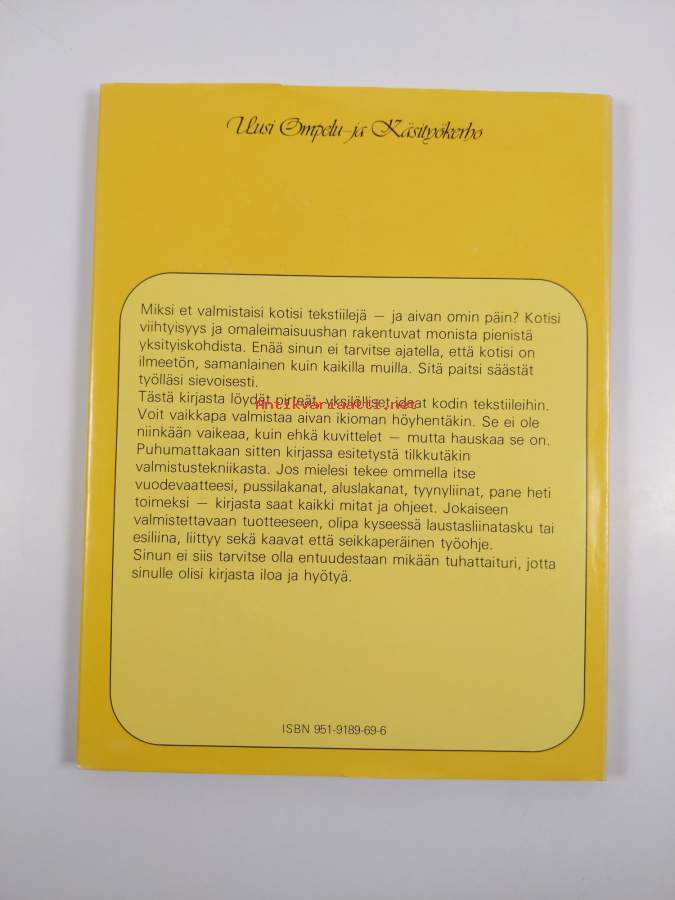 Uusi Ompelu- ja Käsityökerho
Miksi et valmistaisi kotisi tekstiilejä — ja aivan omin päin? Kotisi
viihtyisyys ja omaleimaisuushan rakentuvat monista pienistä
yksityiskohdista. Enää sinun ei tarvitse ajatella, että kotisi on
ilmeetön, samanlainen kuin kaikilla muilla. Sitä paitsi säästät
työlläsi sievoisesti.
Tästä kirjasta löydät pirteät, yksilölliset ideat kodin tekstiileihin.
Antikvariaatti.net
Voit vaikkapa valmistaa aivan ikioman höyhentäkin. Se ei ole
niinkään vaikeaa, kuin ehkä kuvittelet — mutta hauskaa se on.
Puhumattakaan sitten kirjassa esitetystä tilkkutäkin
valmistustekniikasta. Jos mielesi tekee ommella itse
vuodevaatteesi, pussilakanat, aluslakanat, tyynyliinat, pane heti
toimeksi — kirjasta saat kaikki mitat ja ohjeet. Jokaiseen
valmistettavaan tuotteeseen, olipa kyseessä laustasliinatasku tai
esiliina, liittyy sekä kaavat että seikkaperäinen työohje.
Sinun ei siis tarvitse olla entuudestaan mikään tuhattaituri, jotta
sinulle olisi kirjasta iloa ja hyötyä.
ISBN 951-9189-69-6